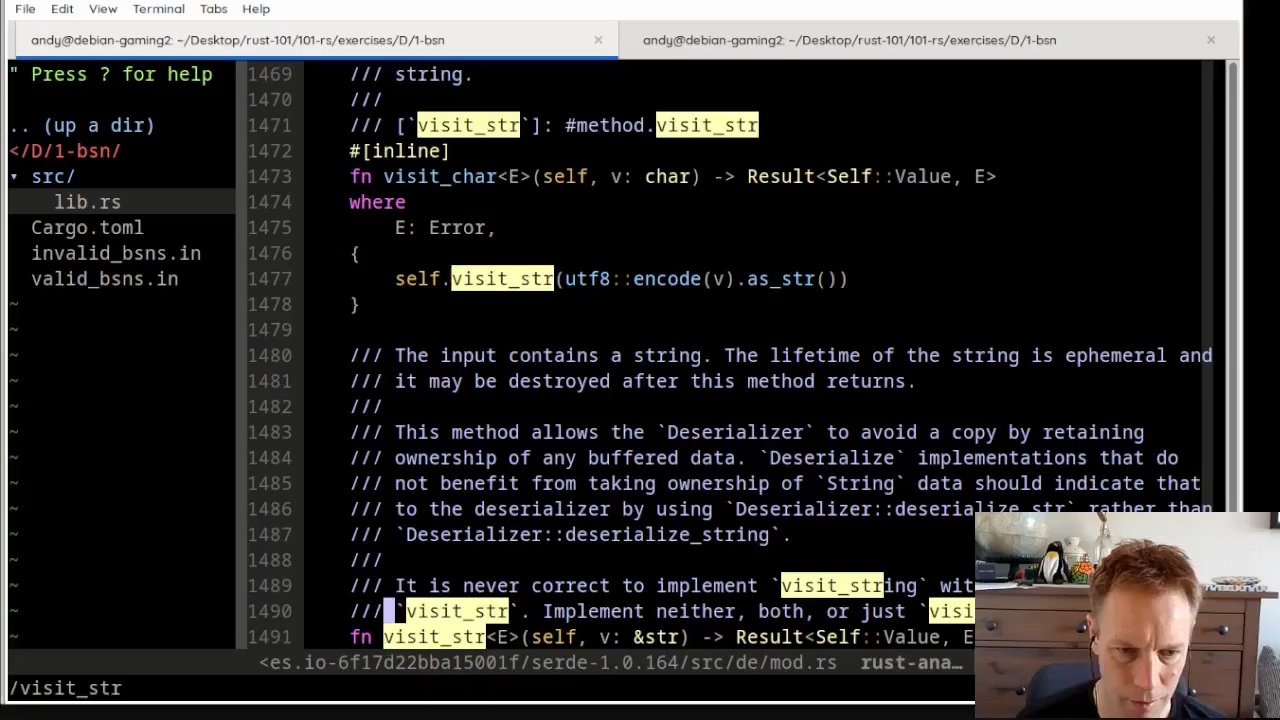 File Edit View Terminal Tabs Help
andy@debian-gaming2: ~/Desktop/rust-101/101-rs/exercises/D/1-bsn × andy@debian-gaming2: ~/Desktop/rust-101/101-rs/exercises/D/1-bsn ×
" Press ? for help
.. (up a dir)
</D/1-bsn/
▾ src/
lib.rs
Cargo.toml
invalid_bsns.in
valid_bsns.in
~
~
~
~
~
~
~
~
~
~
~
~
~
~
1469 /// string.
1470 ///
1471 /// [`visit_str`]: #method.visit_str
1472 #[inline]
1473 fn visit_char<E>(self, v: char) -> Result<Self::Value, E>
1474 where
1475 E: Error,
1476 {
1477 self.visit_str(utf8::encode(v).as_str())
1478 }
1479
1480 /// The input contains a string. The lifetime of the string is ephemeral and
1481 /// it may be destroyed after this method returns.
1482 ///
1483 /// This method allows the `Deserializer` to avoid a copy by retaining
1484 /// ownership of any buffered data. `Deserialize` implementations that do
1485 /// not benefit from taking ownership of `String` data should indicate that
1486 /// to the deserializer by using `Deserializer::deserialize_str` rather than
1487 /// `Deserializer::deserialize_string`.
1488 ///
1489 /// It is never correct to implement `visit_string` wit
1490 /// `visit_str`. Implement neither, both, or just `visi
1491 fn visit_str<E>(self, v: &str) -> Result<Self::Value, E
<es.io-6f17d22bba15001f/serde-1.0.164/src/de/mod.rs rust-ana…
/visit_str